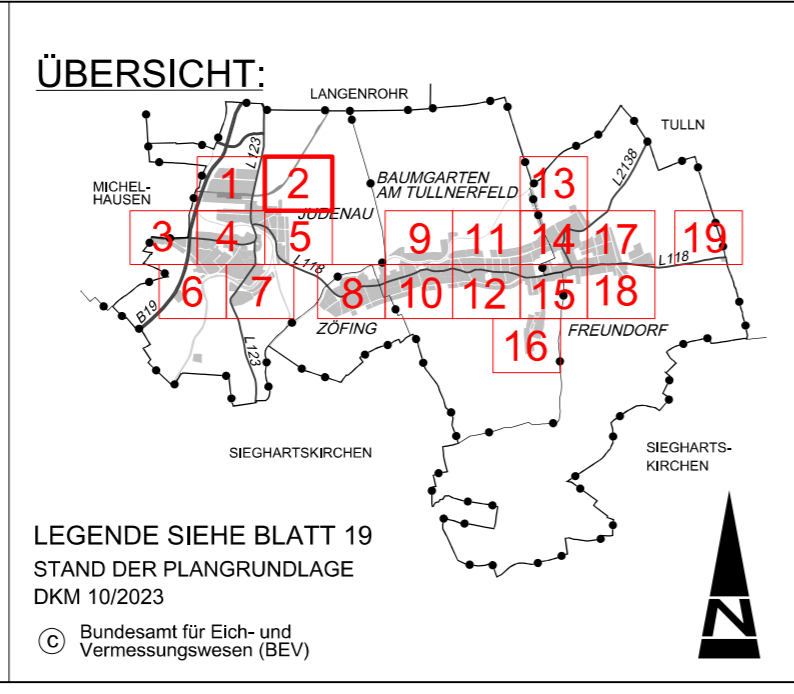 ÜBERSICHT:
LANGENROHR
TULLN
L123
L2138
MICHEL-
HAUSEN
BAUMGARTEN
AM TULLNERFELD
1
2
13
JUDENAU
3
4
5
9
11
14
17
19
L118
L118
6
7
8
10
12
15
18
B19
L123
ZÖFING
FREUNDORF
16
SIEGHARTSKIRCHEN
SIEGHARTS-
KIRCHEN
LEGENDE SIEHE BLATT 19
STAND DER PLANGRUNDLAGE
DKM 10/2023
© Bundesamt für Eich- und
Vermessungswesen (BEV)
N